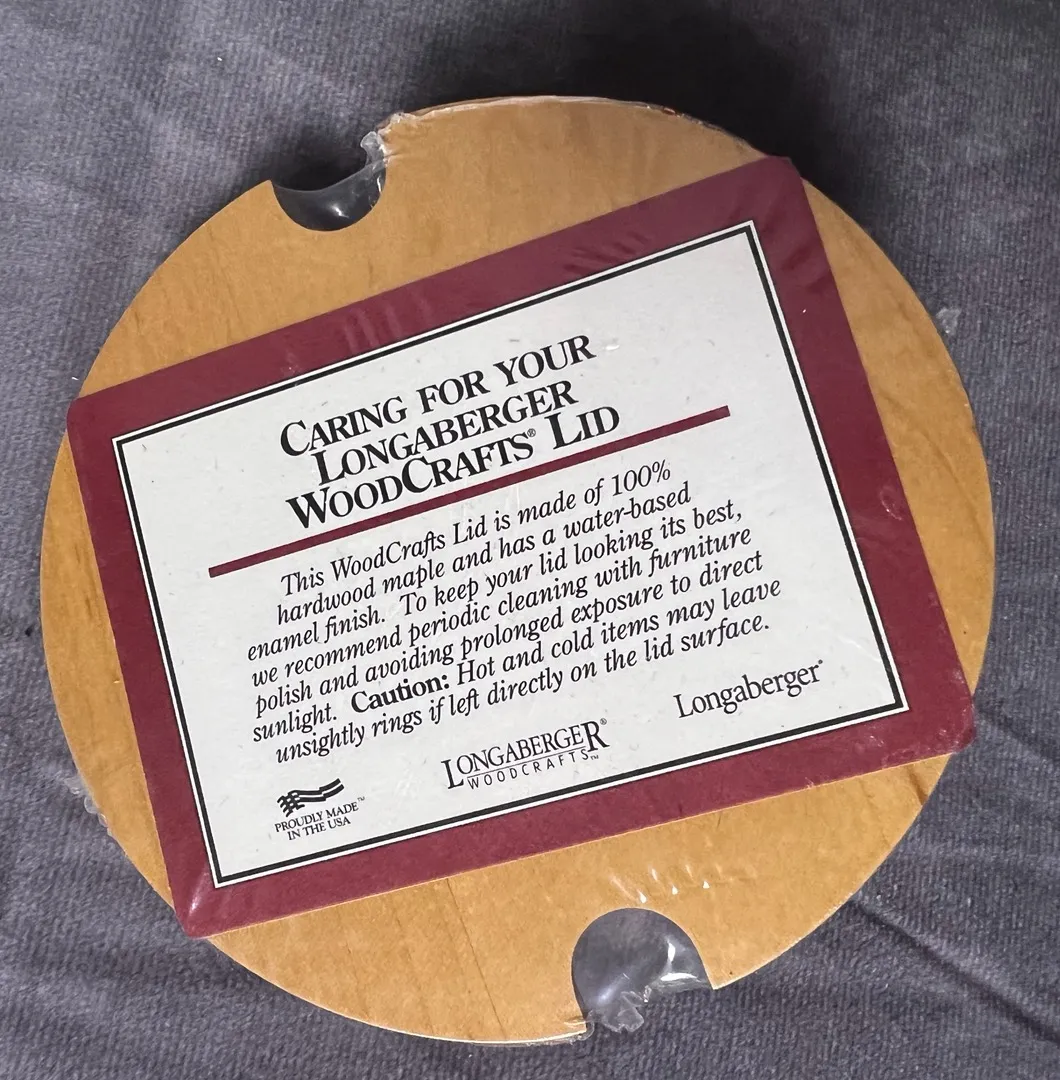 CARING FOR YOUR
LONGABERGER
WOODCRAFTS® LID
This WoodCrafts Lid is made of 100%
hardwood maple and has a water-based
enamel finish. To keep your lid looking its best,
we recommend periodic cleaning with furniture
polish and avoiding prolonged exposure to direct
sunlight. Caution: Hot and cold items may leave
unsightly rings if left directly on the lid surface.
Longaberger®
LONGABERGER®
WOODCRAFTS™
PROUDLY MADE™
IN THE USA